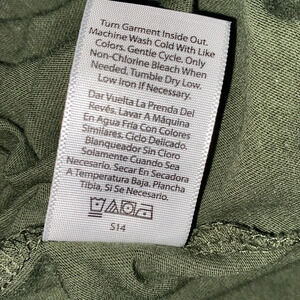 Turn Garment Inside Out.
Machine Wash Cold With Like
Colors. Gentle Cycle. Only
Non-Chlorine Bleach When
Needed. Tumble Dry Low.
Low Iron If Necessary.
Dar Vuelta La Prenda Del
Revés. Lavar A Máquina
En Agua Fría Con Colores
Similares. Ciclo Delicado.
Blanqueador Sin Cloro
Solamente Cuando Sea
Necesario. Secar En Secadora
A Temperatura Baja. Plancha
Tibia, Si Se Necesario.
S14